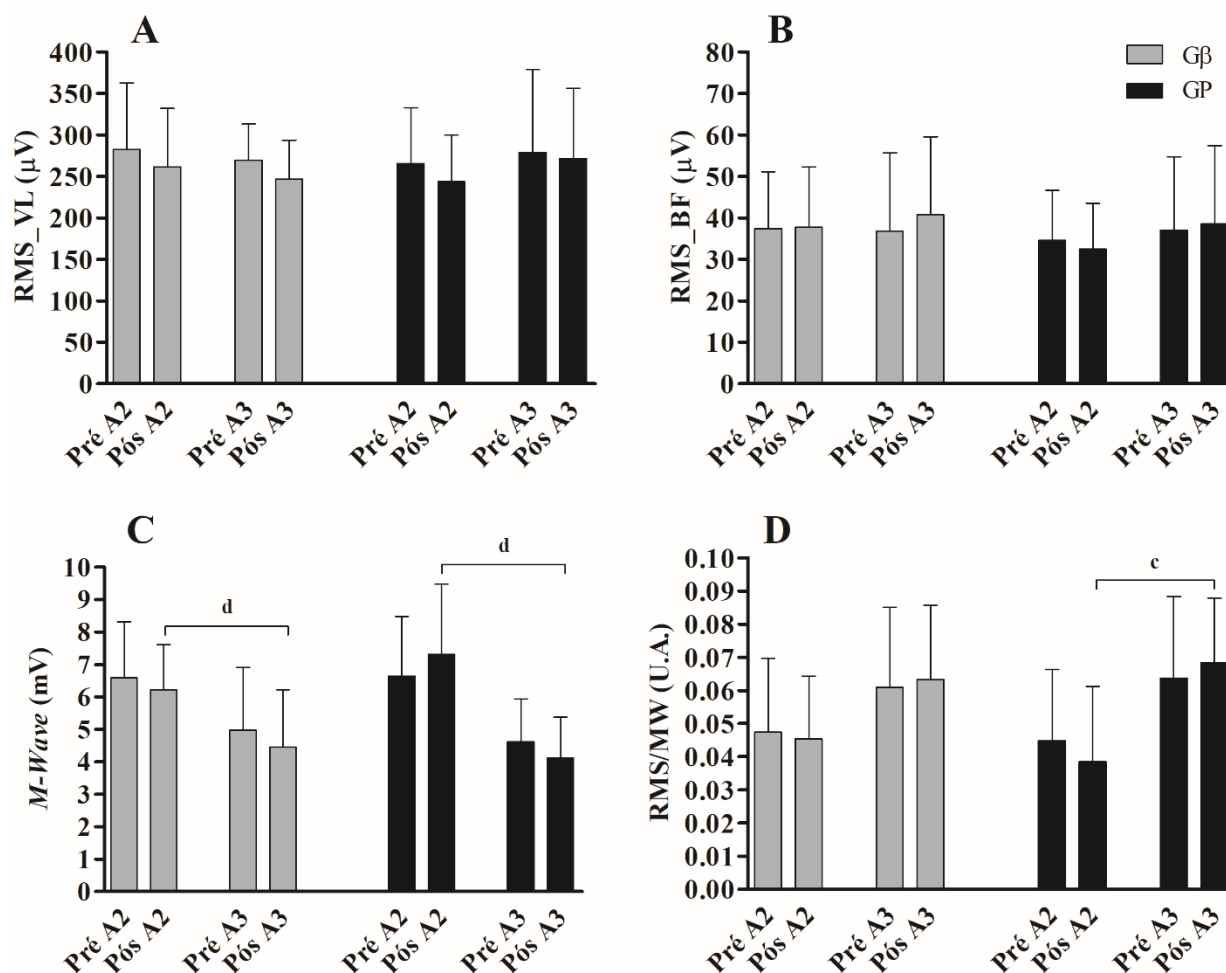 A
RMS_VL (µV)
400
350
300
250
200
150
100
50
0
Pré A2
Pós A2
Pré A3
Pós A3
Pré A2
Pós A2
Pré A3
Pós A3
B
Gβ
GP
RMS_BF (µV)
80
70
60
50
40
30
20
10
0
Pré A2
Pós A2
Pré A3
Pós A3
Pré A2
Pós A2
Pré A3
Pós A3
C
M-Wave (mV)
10
9
8
7
6
5
4
3
2
1
0
d
d
Pré A2
Pós A2
Pré A3
Pós A3
Pré A2
Pós A2
Pré A3
Pós A3
D
RMS/MW (U.A.)
0.10
0.09
0.08
0.07
0.06
0.05
0.04
0.03
0.02
0.01
0.00
c
Pré A2
Pós A2
Pré A3
Pós A3
Pré A2
Pós A2
Pré A3
Pós A3